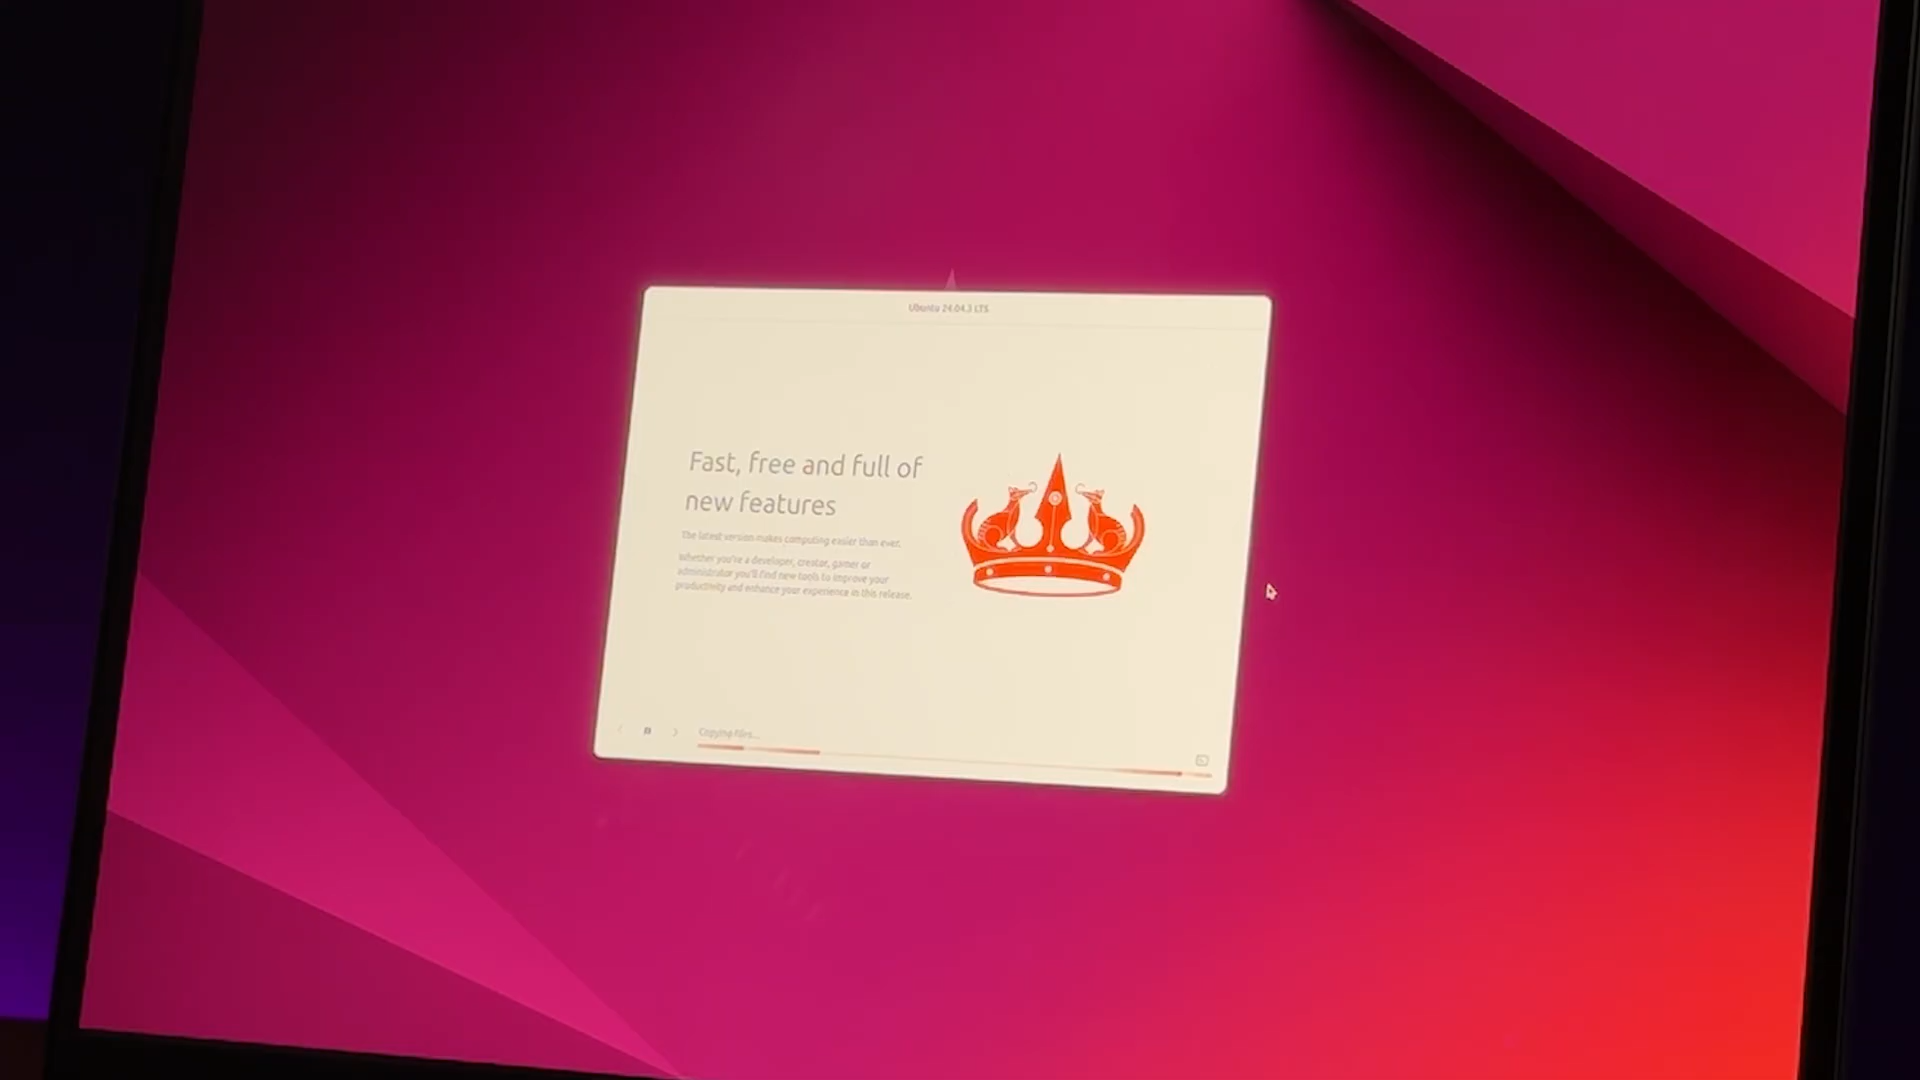 Ubuntu 24.04.3 LTS
Fast, free and full of
new features
The latest version makes computing easier than ever.
Whether you're a developer, creator, gamer or
administrator you'll find new tools to improve your
productivity and enhance your experience in this release.
Copying files...